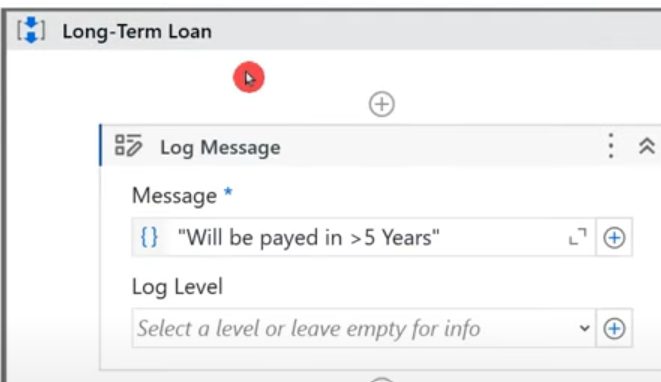 Long-Term Loan
Log Message
Message *
"Will be payed in >5 Years"
Log Level
Select a level or leave empty for info